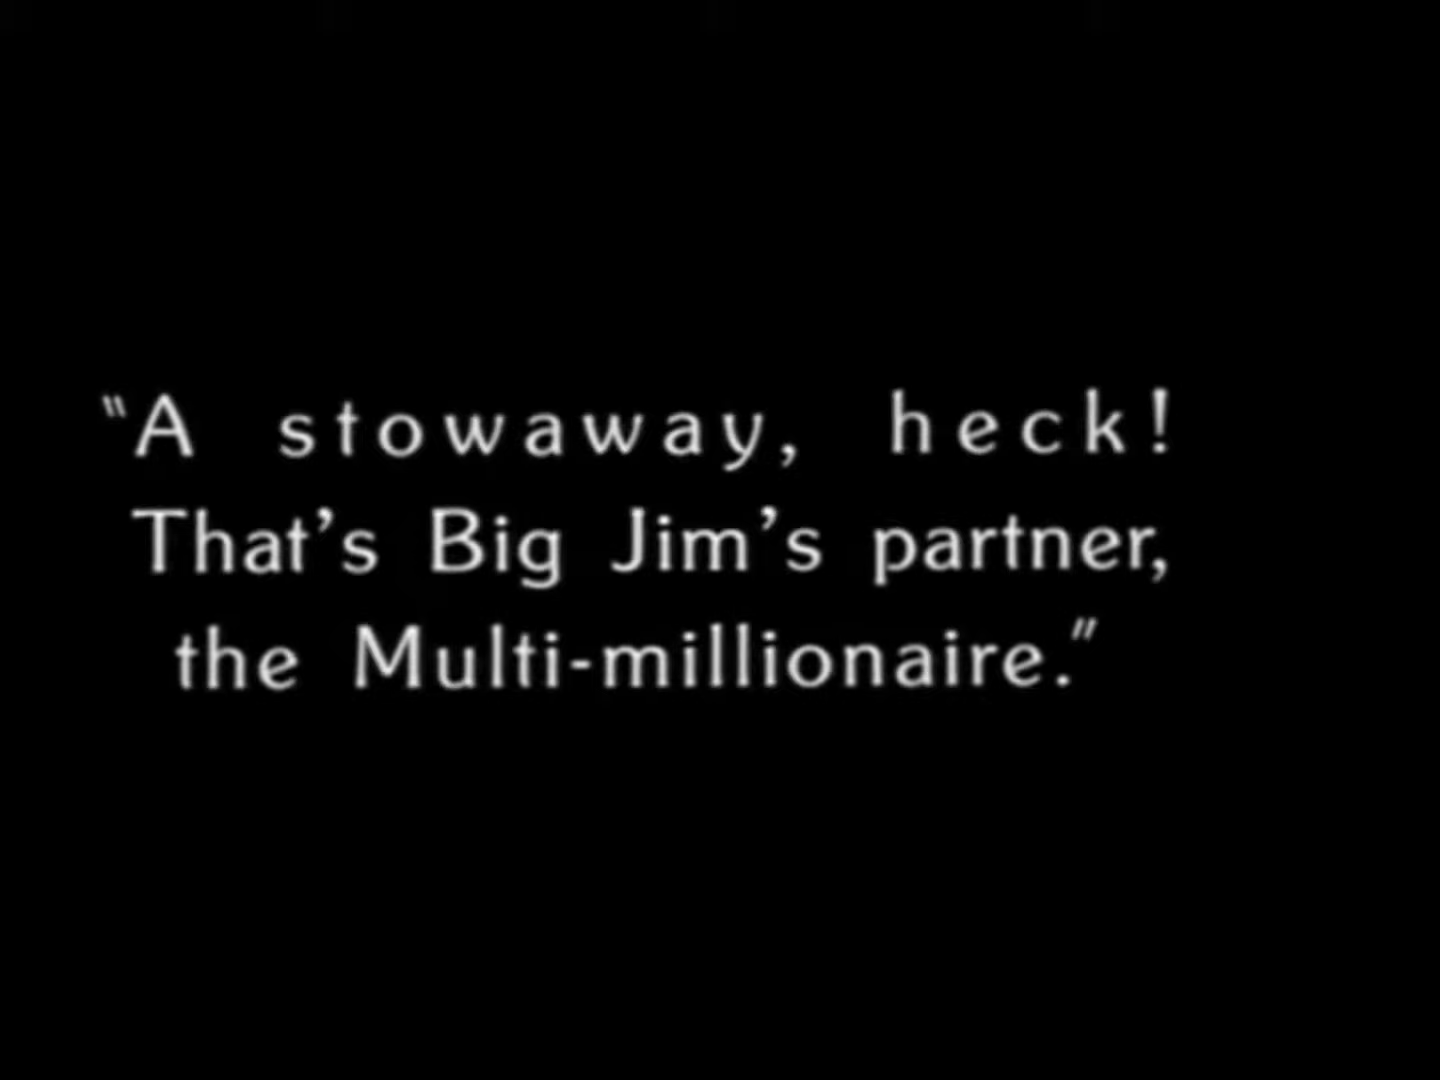 “A stowaway, heck!
That’s Big Jim’s partner,
the Multi-millionaire.”